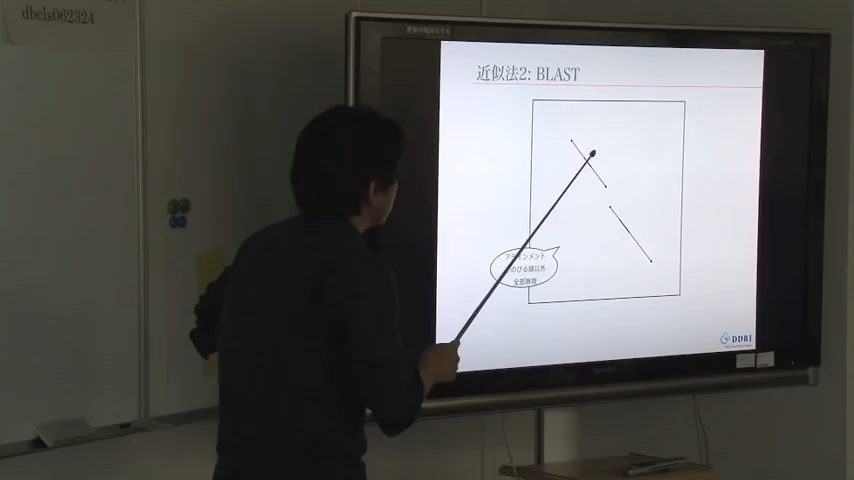 dbcls062324
近似法2: BLAST
アラインメント
のびる線以外
全部無視
DDBJ